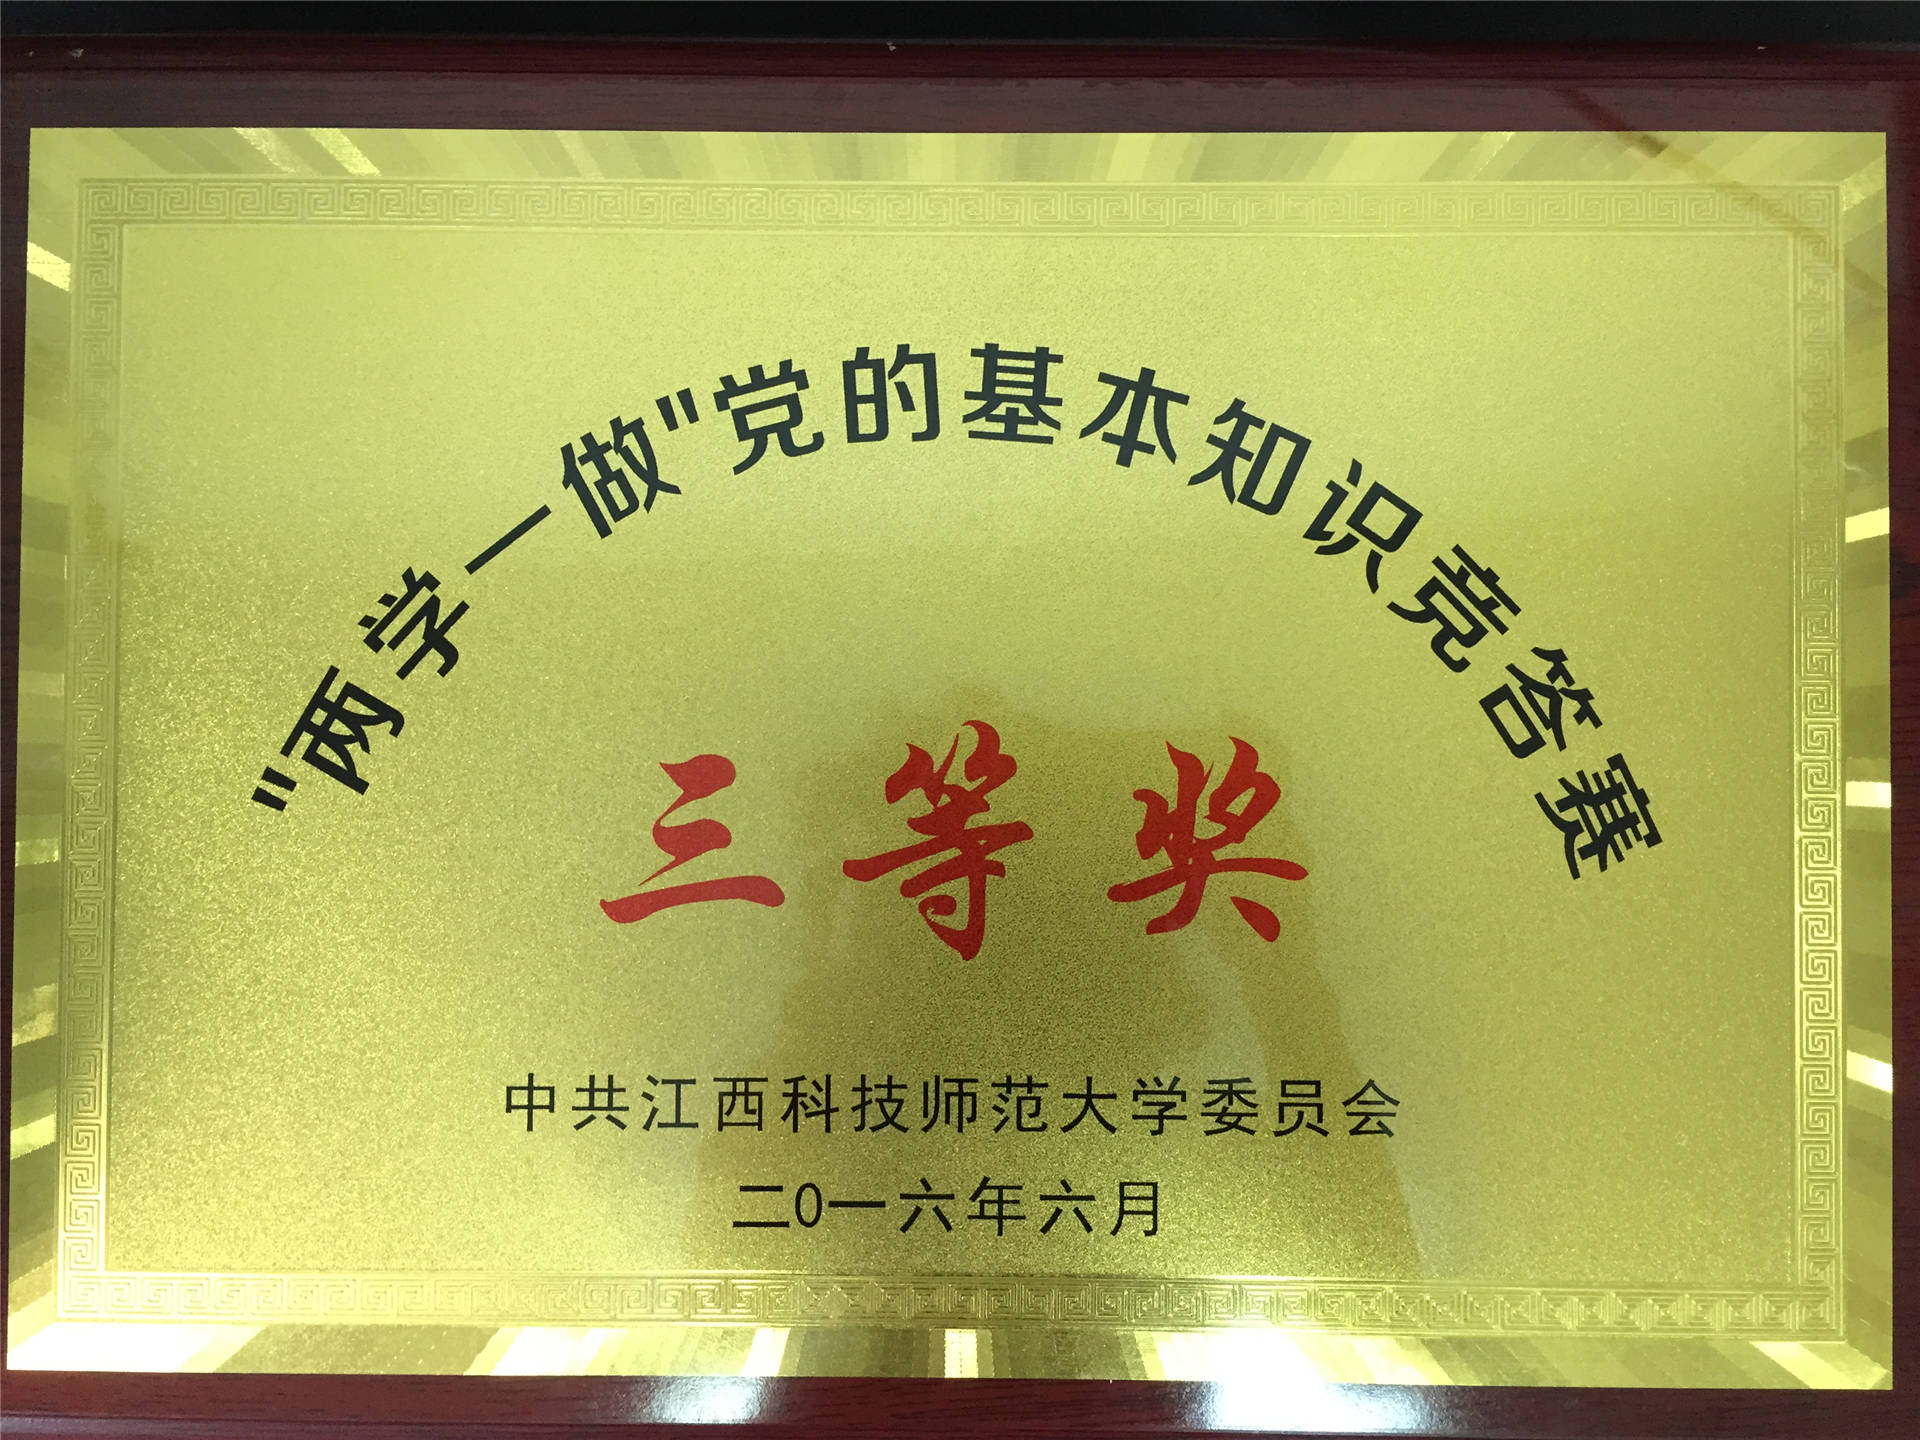 "两学一做"党的基本知识竞答赛
三等奖
中共江西科技师范大学委员会
二0一六年六月